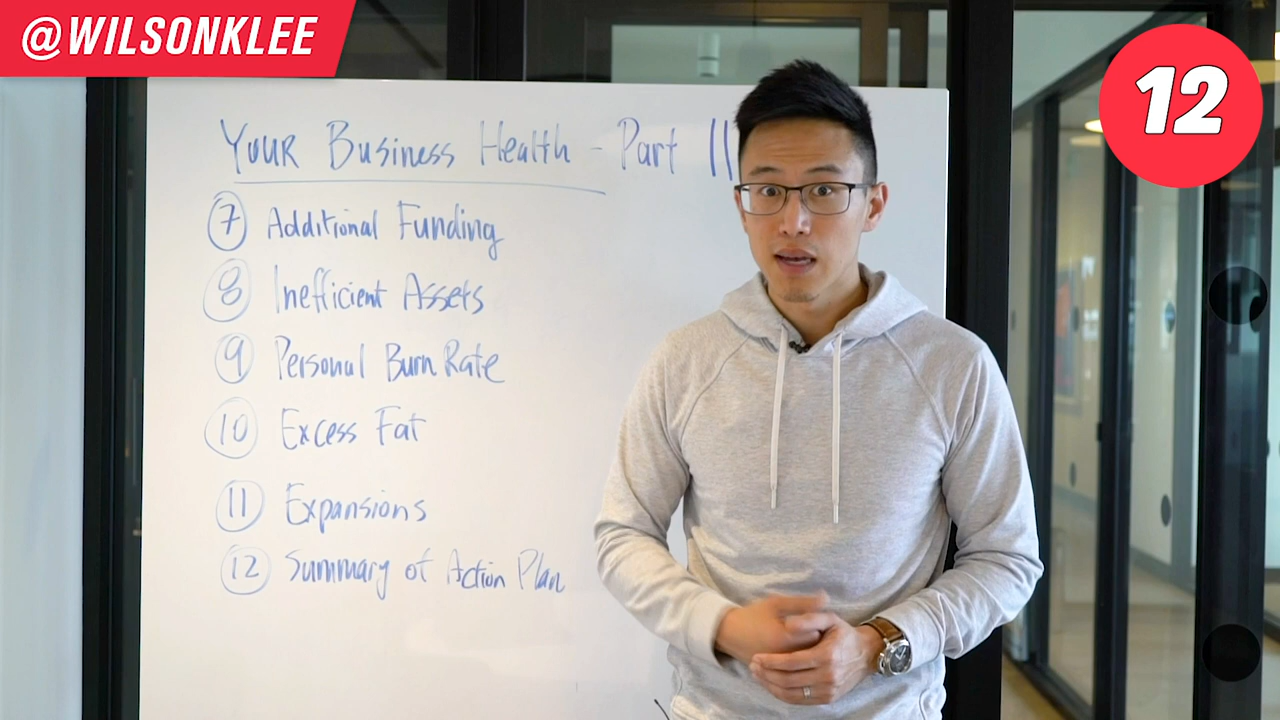 @WILSONKLEE
12
Your Business Health - Part II
7 Additional Funding
8 Inefficient Assets
9 Personal Burn Rate
10 Excess Fat
11 Expansions
12 Summary of Action Plan